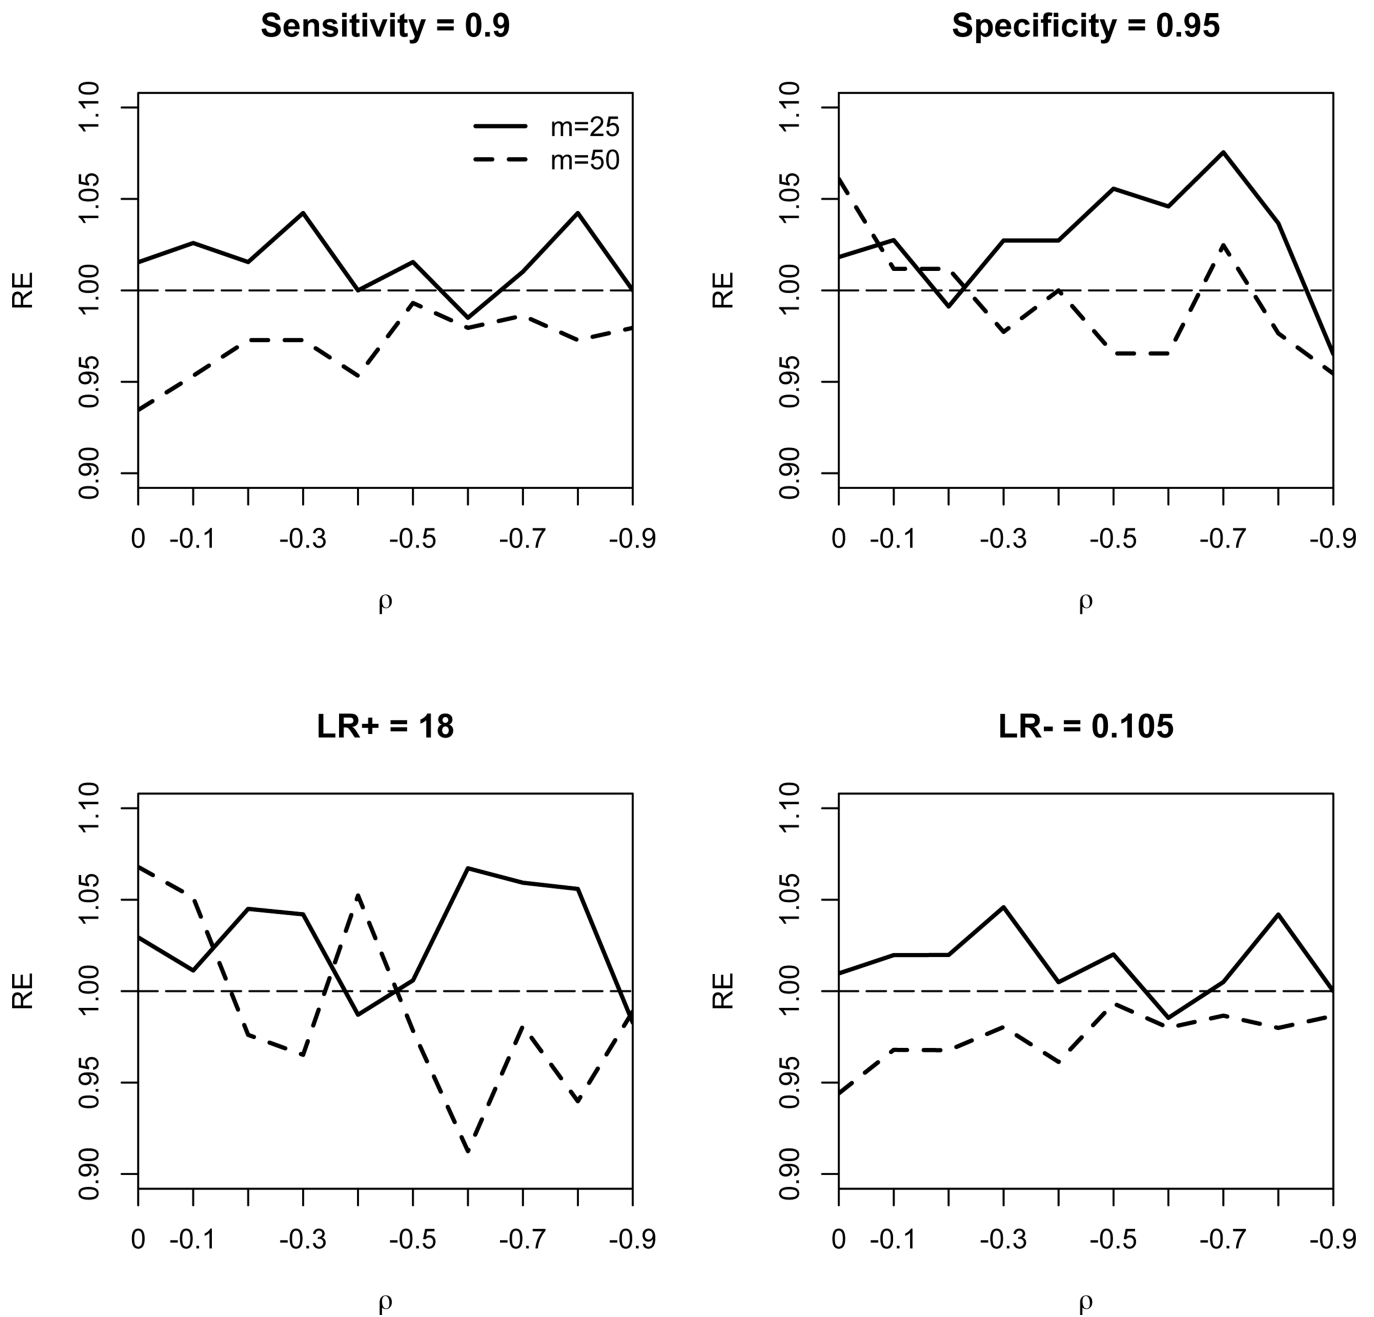 Sensitivity = 0.9
RE
0.90 0.95 1.00 1.05 1.10
m=25
m=50
0 -0.1 -0.3 -0.5 -0.7 -0.9
ρ
Specificity = 0.95
RE
0.90 0.95 1.00 1.05 1.10
0 -0.1 -0.3 -0.5 -0.7 -0.9
ρ
LR+ = 18
RE
0.90 0.95 1.00 1.05 1.10
0 -0.1 -0.3 -0.5 -0.7 -0.9
ρ
LR- = 0.105
RE
0.90 0.95 1.00 1.05 1.10
0 -0.1 -0.3 -0.5 -0.7 -0.9
ρ